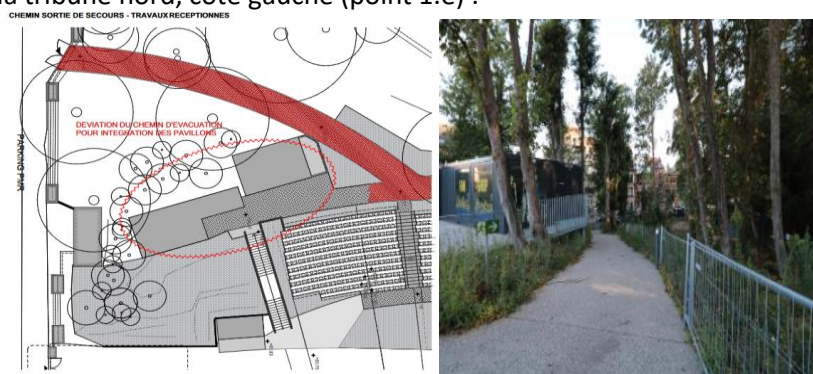 la tribune nord, côté gauche (point 1.e) :
CHEMIN SORTIE DE SECOURS - TRAVAUX RECEPTIONNES
DEVIATION DU CHEMIN D'EVACUATION
POUR INTEGRATION DES PAVILLONS
PARKING PMR